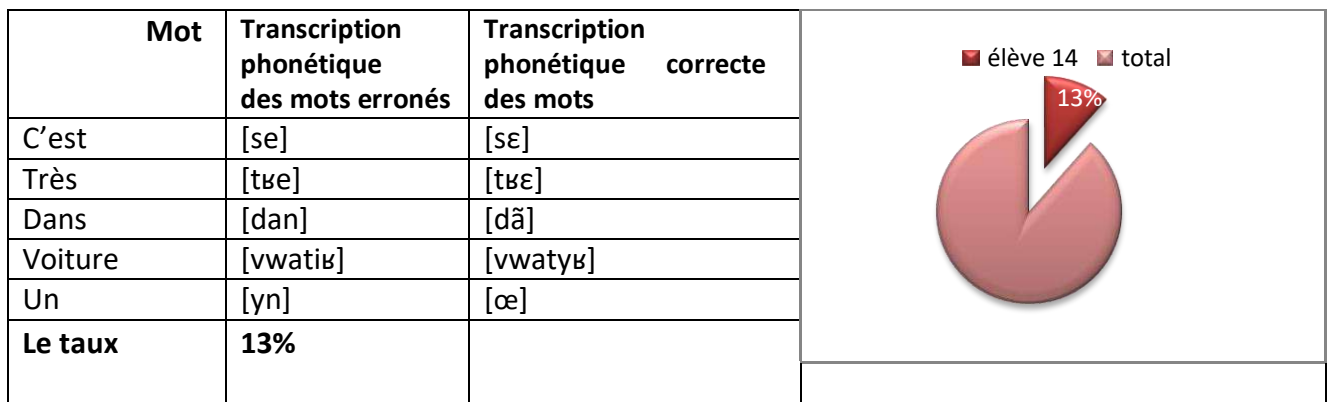 Mot Transcription phonétique des mots erronés Transcription phonétique correcte des mots
C’est [se] [sɛ]
Très [tʁe] [tʁɛ]
Dans [dan] [dã]
Voiture [vwatiʁ] [vwatyʁ]
Un [yn] [œ]
Le taux 13%
élève 14 total
13%